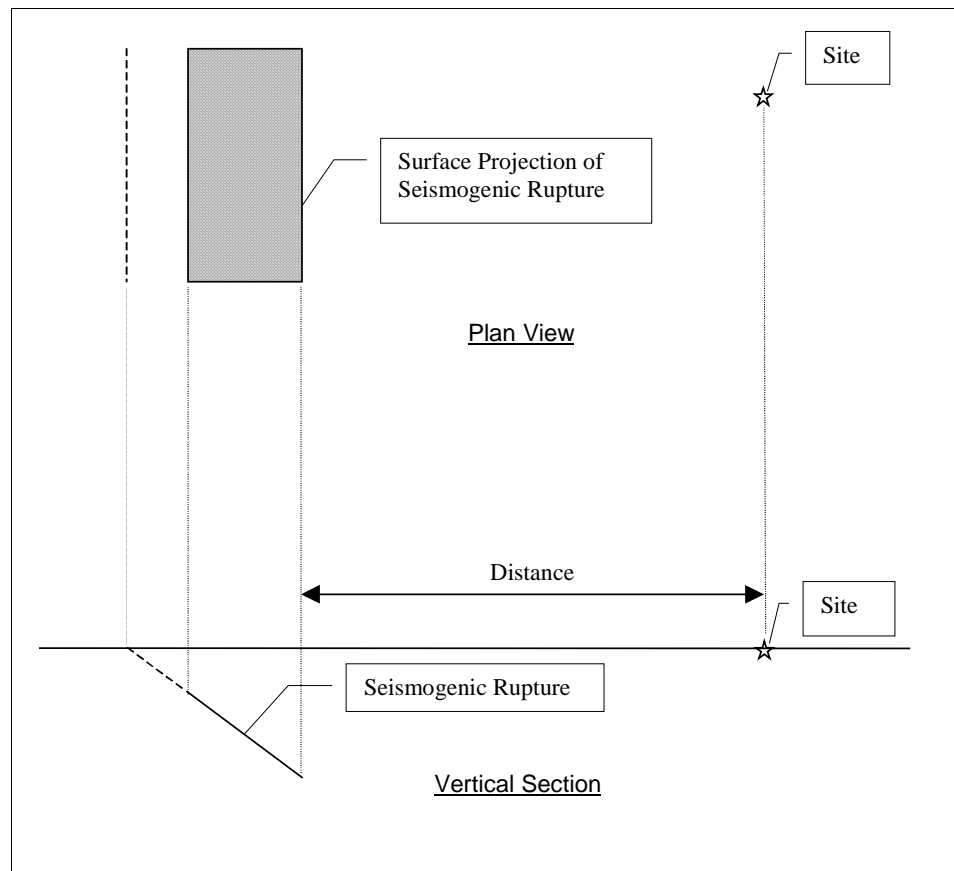 Site
Surface Projection of
Seismogenic Rupture
Plan View
Distance
Site
Seismogenic Rupture
Vertical Section